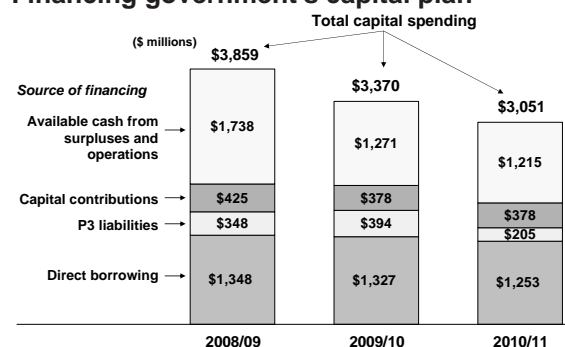 Financing government's capital plan
Total capital spending
($ millions)
$3,859
$3,370
$3,051
Source of financing
Available cash from
surpluses and
operations
$1,738
$1,271
$1,215
Capital contributions
$425
$378
$378
P3 liabilities
$348
$394
$205
Direct borrowing
$1,348
$1,327
$1,253
2008/09
2009/10
2010/11